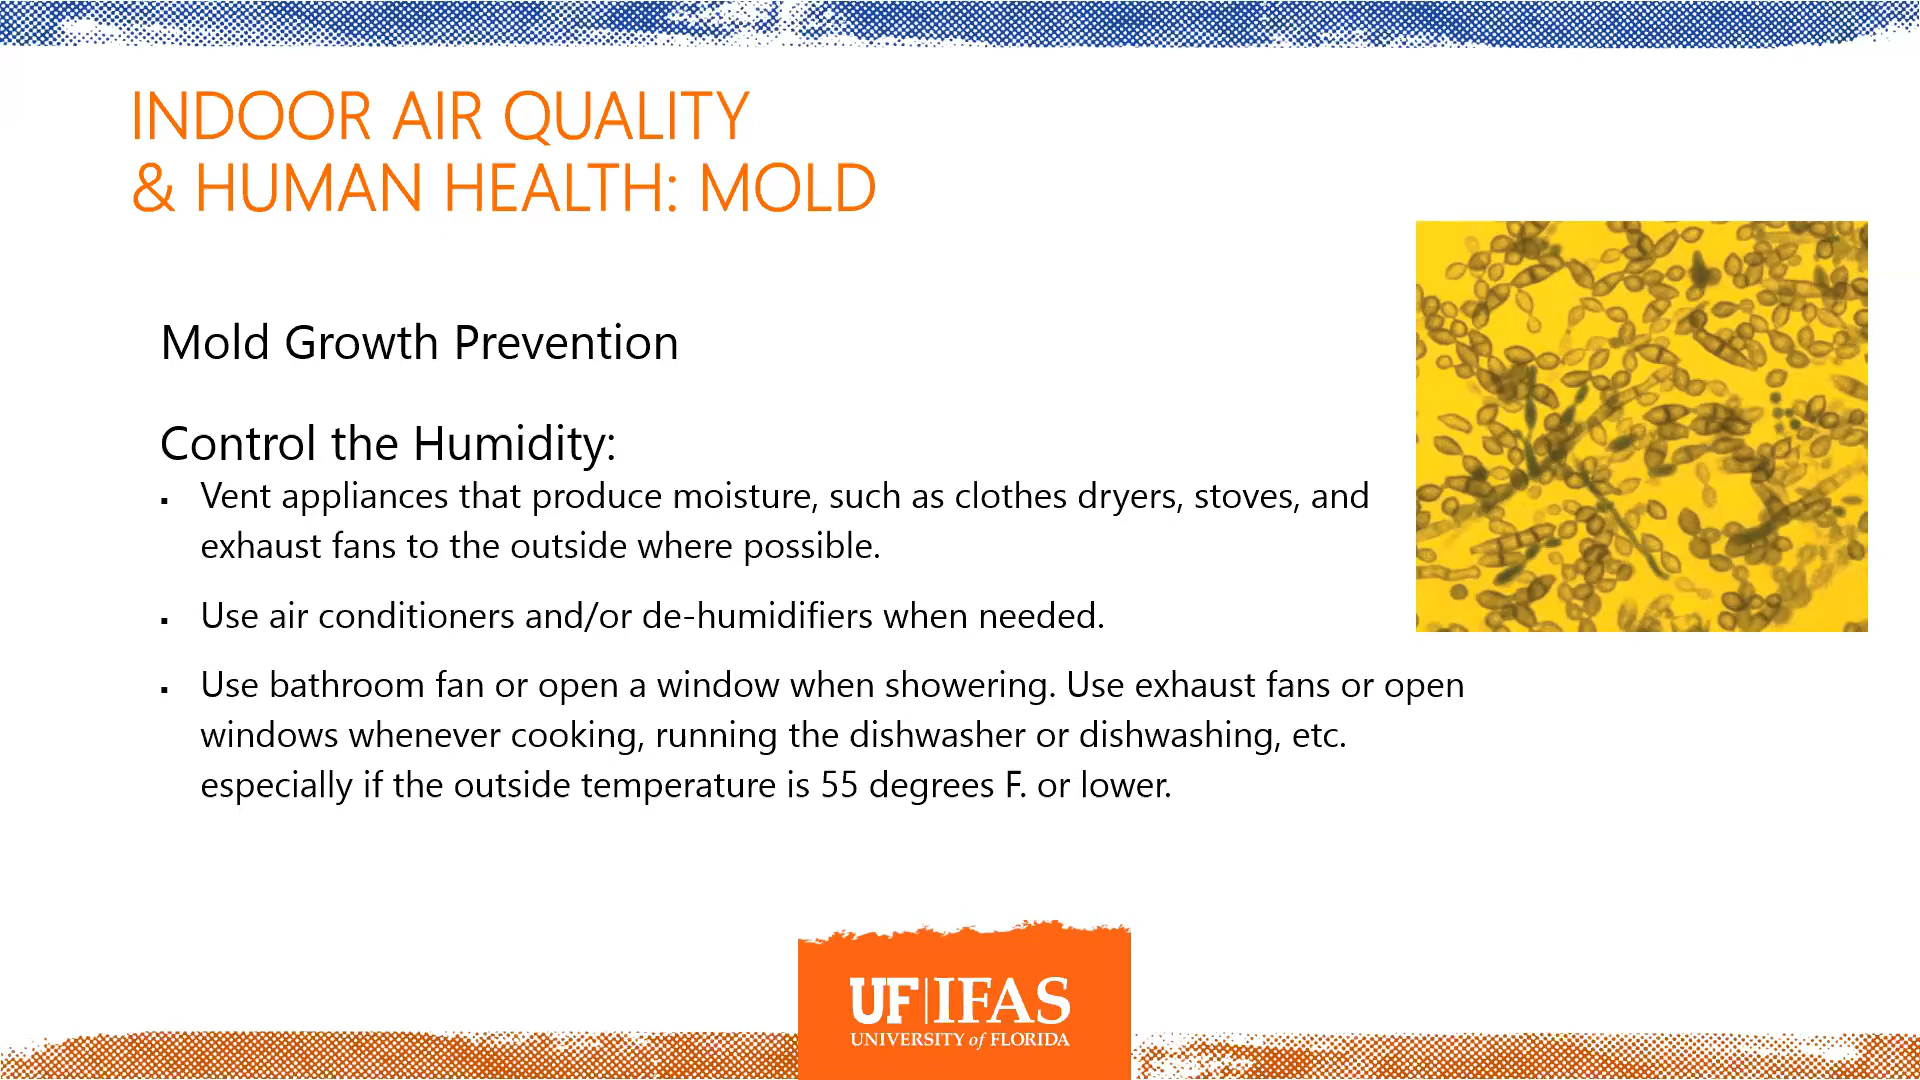 INDOOR AIR QUALITY
& HUMAN HEALTH: MOLD
Mold Growth Prevention
Control the Humidity:
▪ Vent appliances that produce moisture, such as clothes dryers, stoves, and
exhaust fans to the outside where possible.
▪ Use air conditioners and/or de-humidifiers when needed.
▪ Use bathroom fan or open a window when showering. Use exhaust fans or open
windows whenever cooking, running the dishwasher or dishwashing, etc.
especially if the outside temperature is 55 degrees F. or lower.
UF|IFAS
UNIVERSITY of FLORIDA